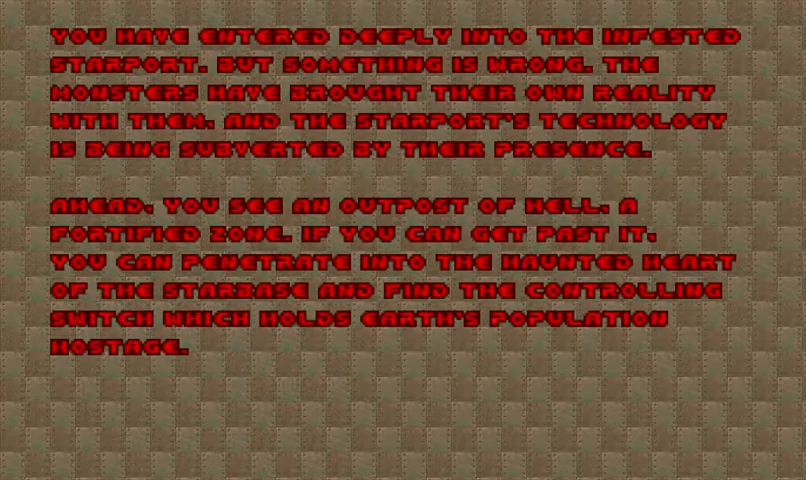 YOU HAVE ENTERED DEEPLY INTO THE INFESTED
STARPORT. BUT SOMETHING IS WRONG. THE
MONSTERS HAVE BROUGHT THEIR OWN REALITY
WITH THEM, AND THE STARPORT'S TECHNOLOGY
IS BEING SUBVERTED BY THEIR PRESENCE.
AHEAD, YOU SEE AN OUTPOST OF HELL, A
FORTIFIED ZONE. IF YOU CAN GET PAST IT,
YOU CAN PENETRATE INTO THE HAUNTED HEART
OF THE STARBASE AND FIND THE CONTROLLING
SWITCH WHICH HOLDS EARTH'S POPULATION
HOSTAGE.